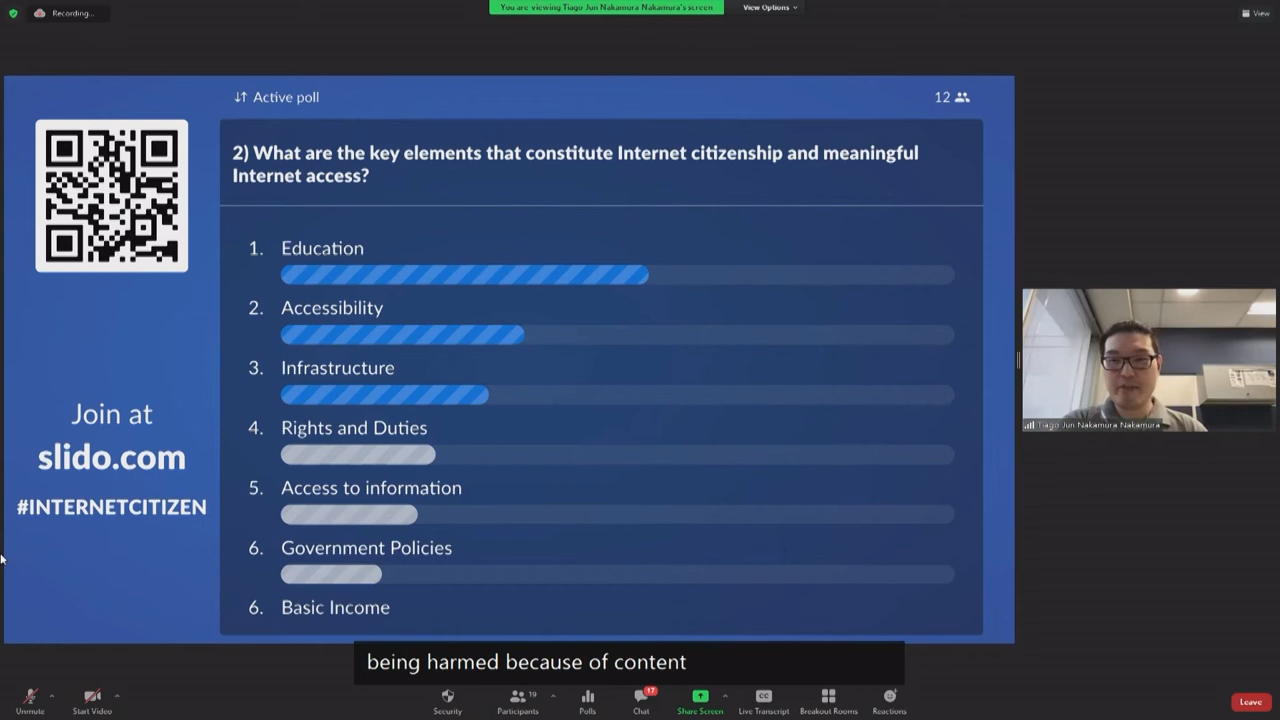 Recording...
You are viewing Tiago Jun Nakamura Nakamura's screen
View Options
View
Active poll
12
2) What are the key elements that constitute Internet citizenship and meaningful
Internet access?
1. Education
2. Accessibility
3. Infrastructure
4. Rights and Duties
5. Access to information
6. Government Policies
6. Basic Income
Join at
slido.com
#INTERNETCITIZEN
Tiago Jun Nakamura Nakamura
being harmed because of content
Unmute
Start Video
Security
Participants
19
Polls
Chat
17
Share Screen
Live Transcript
CC
Breakout Rooms
Reactions
Leave